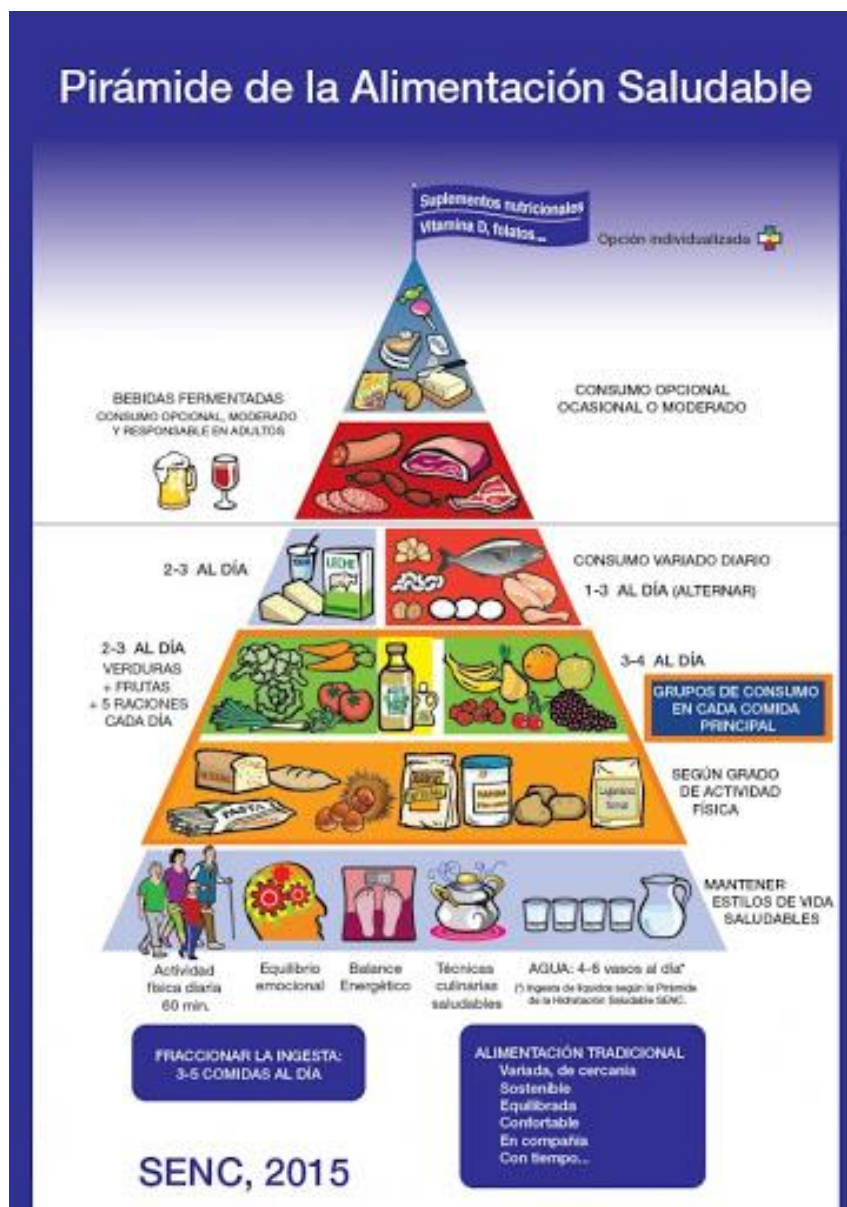 Pirámide de la Alimentación Saludable
Suplementos nutricionales
Vitamina D, folatos...
Opción individualizada
BEBIDAS FERMENTADAS
CONSUMO OPCIONAL, MODERADO
Y RESPONSABLE EN ADULTOS
CONSUMO OPCIONAL
OCASIONAL O MODERADO
2-3 AL DÍA
LECHE
CONSUMO VARIADO DIARIO
1-3 AL DÍA (ALTERNAR)
2-3 AL DÍA
VERDURAS
+ FRUTAS
+ 5 RACIONES
CADA DÍA
3-4 AL DÍA
GRUPOS DE CONSUMO
EN CADA COMIDA
PRINCIPAL
PASTA
HARINA
SEGÚN GRADO
DE ACTIVIDAD
FÍSICA
MANTENER
ESTILOS DE VIDA
SALUDABLES
Actividad
física diaria
60 min.
Equilibrio
emocional
Balance
Energético
Técnicas
culinarias
saludables
AGUA: 4-6 vasos al día*
(*) Ingesta de líquidos según la Pirámide
de la Hidratación Saludable SENC.
FRACCIONAR LA INGESTA:
3-5 COMIDAS AL DÍA
ALIMENTACIÓN TRADICIONAL
Variada, de cercanía
Sostenible
Equilibrada
Confortable
En compañía
Con tiempo...
SENC, 2015